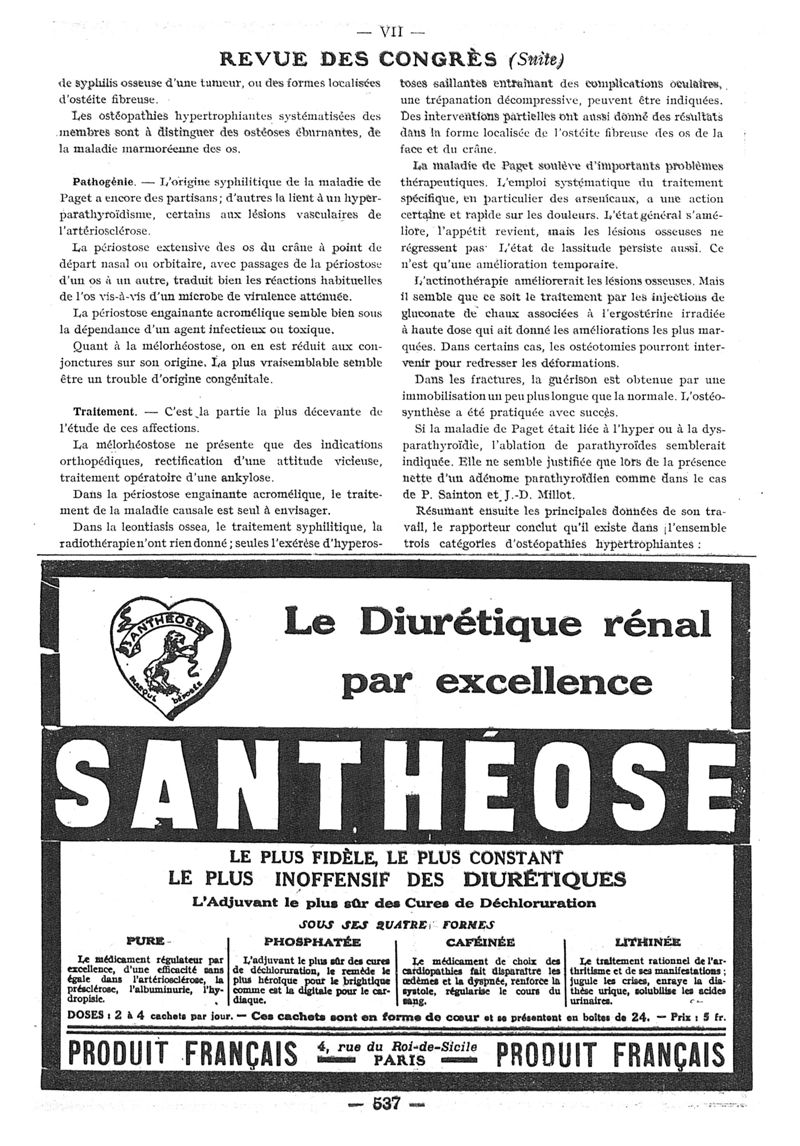 — VII —
REVUE DES CONGRÈS (Suite)
de syphilis osseuse d'une tumeur, ou des formes localisées
d'ostéite fibreuse.
Les ostéopathies hypertrophiantes systématisées des
membres sont à distinguer des ostéoses éburnantes, de
la maladie marmoréenne des os.
Pathogénie. — L'origine syphilitique de la maladie de
Paget a encore des partisans ; d'autres la lient à un hyper-
parathyroïdisme, certains aux lésions vasculaires de
l'artériosclérose.
La périostose extensive des os du crâne à point de
départ nasal ou orbitaire, avec passages de la périostose
d'un os à un autre, traduit bien les réactions habituelles
de l'os vis-à-vis d'un microbe de virulence atténuée.
La périostose engainante acromélique semble bien sous
la dépendance d'un agent infectieux ou toxique.
Quant à la mélorhéostose, on en est réduit aux con-
jonctures sur son origine. La plus vraisemblable semble
être un trouble d'origine congénitale.
Traitement. — C'est la partie la plus décevante de
l'étude de ces affections.
La mélorhéostose ne présente que des indications
orthopédiques, rectification d'une attitude vicieuse,
traitement opératoire d'une ankylose.
Dans la périostose engainante acromélique, le traite-
ment de la maladie causale est seul à envisager.
Dans la leontiasis ossea, le traitement syphilitique, la
radiothérapie n'ont rien donné ; seules l'exérèse d'hyperos-
toses saillantes entraînant des complications oculaires,
une trépanation décompressive, peuvent être indiquées.
Des interventions partielles ont aussi donné des résultats
dans la forme localisée de l'ostéite fibreuse des os de la
face et du crâne.
La maladie de Paget soulève d'importants problèmes
thérapeutiques. L'emploi systématique du traitement
spécifique, en particulier des arsenicaux, a une action
certaine et rapide sur les douleurs. L'état général s'amé-
liore, l'appétit revient, mais les lésions osseuses ne
régressent pas. L'état de lassitude persiste aussi. Ce
n'est qu'une amélioration temporaire.
L'actinothérapie améliorerait les lésions osseuses. Mais
il semble que ce soit le traitement par les injections de
gluconate de chaux associées à l'ergostérine irradiée
à haute dose qui ait donné les améliorations les plus mar-
quées. Dans certains cas, les ostéotomies pourront inter-
venir pour redresser les déformations.
Dans les fractures, la guérison est obtenue par une
immobilisation un peu plus longue que la normale. L'ostéo-
synthèse a été pratiquée avec succès.
Si la maladie de Paget était liée à l'hyper ou à la dys-
parathyroïdie, l'ablation de parathyroïdes semblerait
indiquée. Elle ne semble justifiée que lors de la présence
nette d'un adénome parathyroïdien comme dans le cas
de P. Sainton et J.-D. Millot.
Résumant ensuite les principales données de son tra-
vail, le rapporteur conclut qu'il existe dans l'ensemble
trois catégories d'ostéopathies hypertrophiantes :
SANTHÉOSE
MARQUE DÉPOSÉE
Le Diurétique rénal
par excellence
SANTHÉOSE
LE PLUS FIDÈLE, LE PLUS CONSTANT
LE PLUS INOFFENSIF DES DIURÉTIQUES
L'Adjuvant le plus sûr des Cures de Déchloruration
SOUS SES QUATRE FORMES
PURE
Le médicament régulateur par
excellence, d'une efficacité sans
égale dans l'artériosclérose, la
présclérose, l'albuminurie, l'hy-
dropisie.
PHOSPHATÉE
L'adjuvant le plus sûr des cures
de déchloruration, le remède le
plus héroïque pour le brightique
comme est la digitale pour le car-
diaque.
CAFÉINÉE
Le médicament de choix des
cardiopathies fait disparaître les
œdèmes et la dyspnée, renforce la
systole, régularise le cours du
sang.
LITHINÉE
Le traitement rationnel de l'ar-
thritisme et de ses manifestations ;
jugule les crises, enraye la dia-
thèse urique, solubilise les acides
urinaires.
DOSES : 2 à 4 cachets par jour. — Ces cachets sont en forme de cœur et se présentent en boîtes de 24. — Prix : 5 fr.
PRODUIT FRANÇAIS
4, rue du Roi-de-Sicile
PARIS
PRODUIT FRANÇAIS
— 537 —